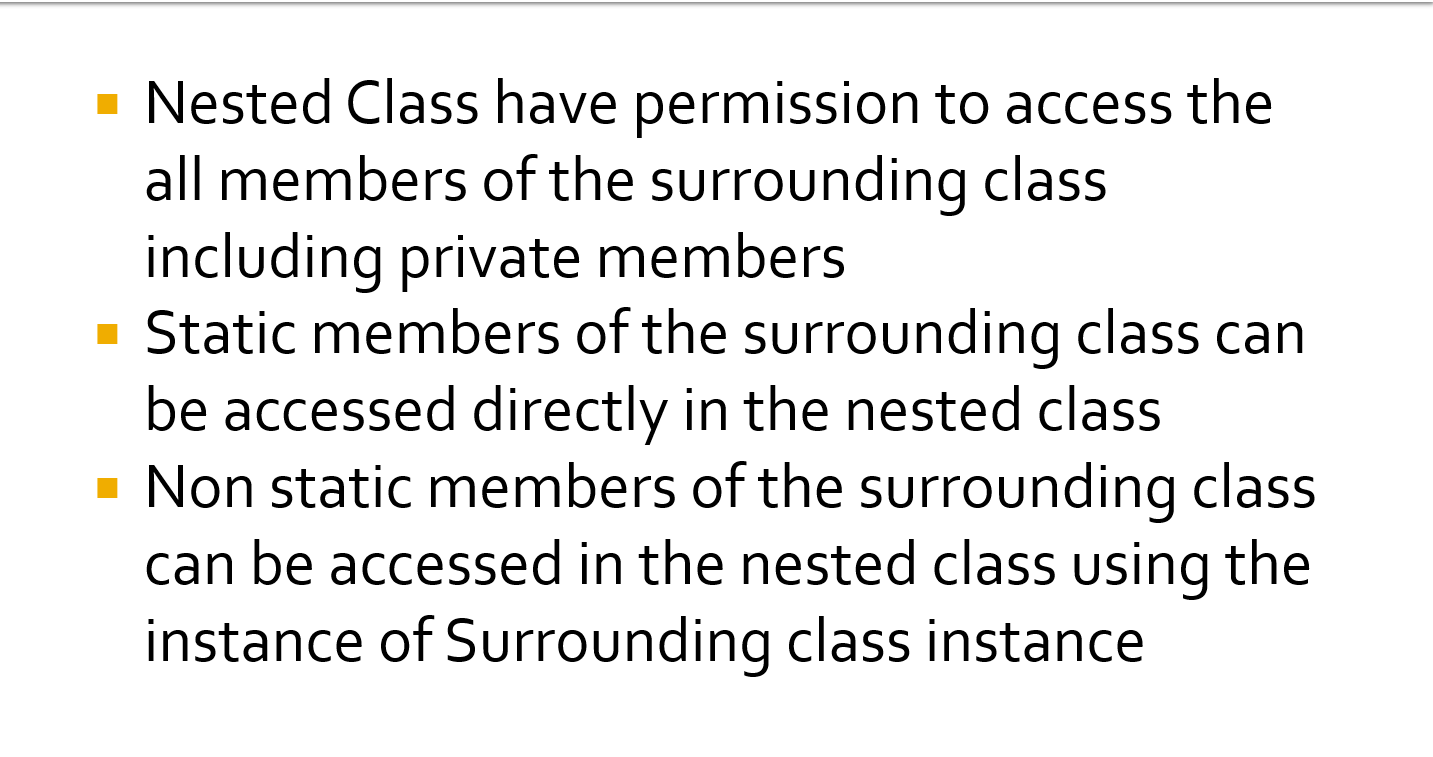 Nested Class have permission to access the
all members of the surrounding class
including private members
Static members of the surrounding class can
be accessed directly in the nested class
Non static members of the surrounding class
can be accessed in the nested class using the
instance of Surrounding class instance